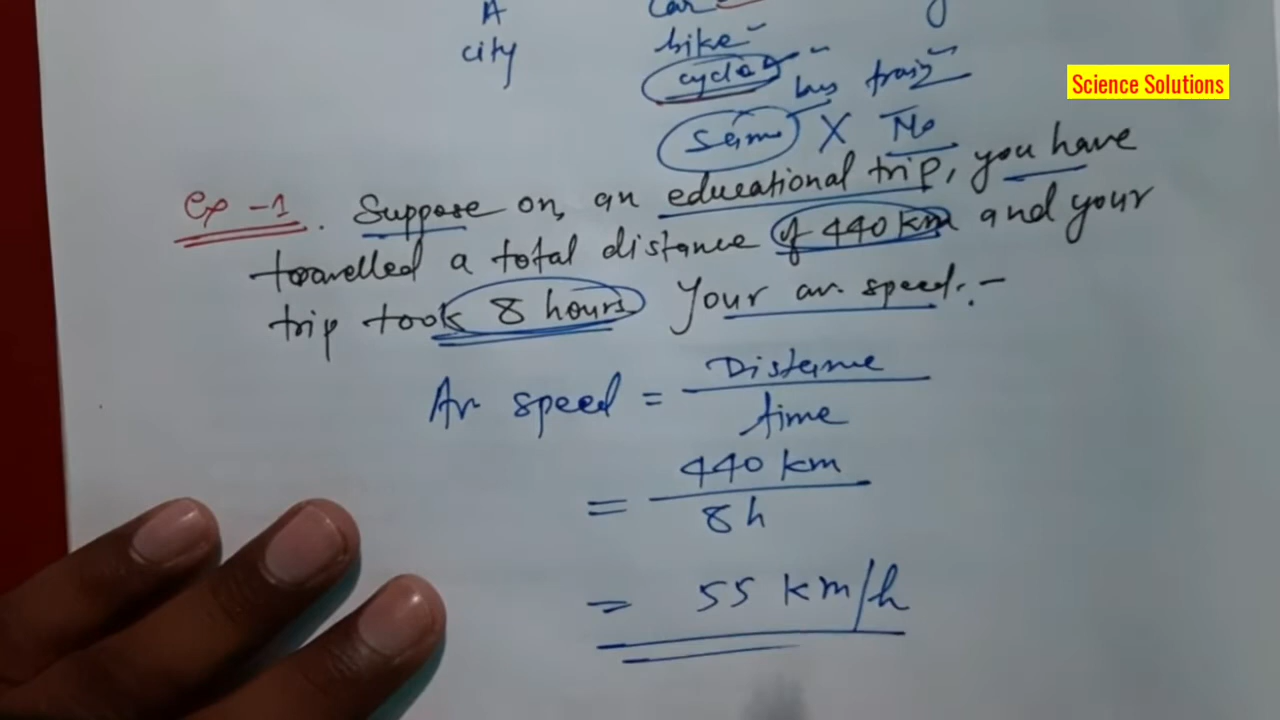 A car
city bike
cycle bus train
Same X No
Science Solutions
ex-1. Suppose on, an educational trip, you have
travelled a total distance of 440 km and your
trip took 8 hours Your av. speed.-
Av speed = Distance / time
= 440 km / 8 h
= 55 km/h